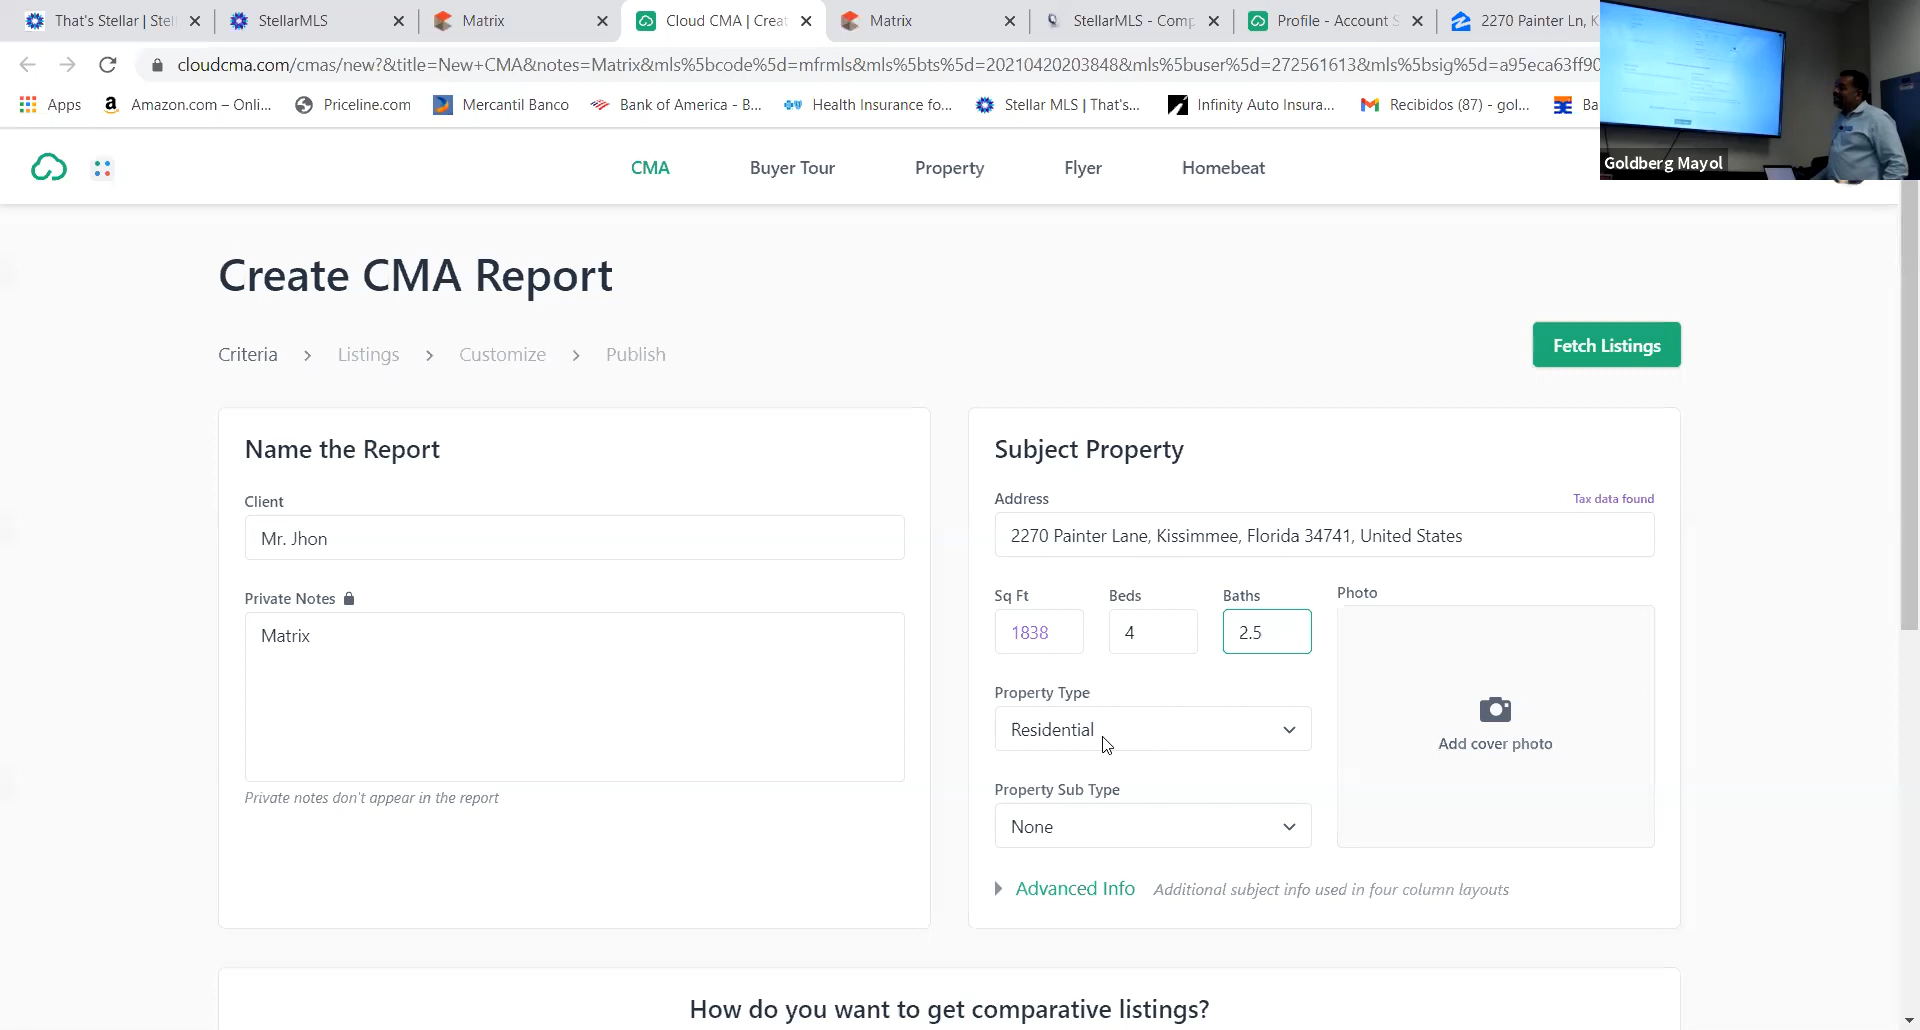 That's Stellar | Stel
StellarMLS
Matrix
Cloud CMA | Creat
Matrix
StellarMLS - Comp
Profile - Account S
2270 Painter Ln, K
cloudcma.com/cmas/new?&title=New+CMA&notes=Matrix&mls%5bcode%5d=mfrmls&mls%5bts%5d=20210420203848&mls%5buser%5d=272561613&mls%5bsig%5d=a95eca63ff90
Apps
Amazon.com – Onli...
Priceline.com
Mercantil Banco
Bank of America - B...
Health Insurance fo...
Stellar MLS | That's...
Infinity Auto Insura...
Recibidos (87) - gol...
Ba
Goldberg Mayol
CMA
Buyer Tour
Property
Flyer
Homebeat
Create CMA Report
Criteria > Listings > Customize > Publish
Fetch Listings
Name the Report
Client
Mr. Jhon
Private Notes
Matrix
Private notes don't appear in the report
Subject Property
Address
Tax data found
2270 Painter Lane, Kissimmee, Florida 34741, United States
Sq Ft
Beds
Baths
Photo
1838
4
2.5
Property Type
Residential
Add cover photo
Property Sub Type
None
Advanced Info
Additional subject info used in four column layouts
How do you want to get comparative listings?